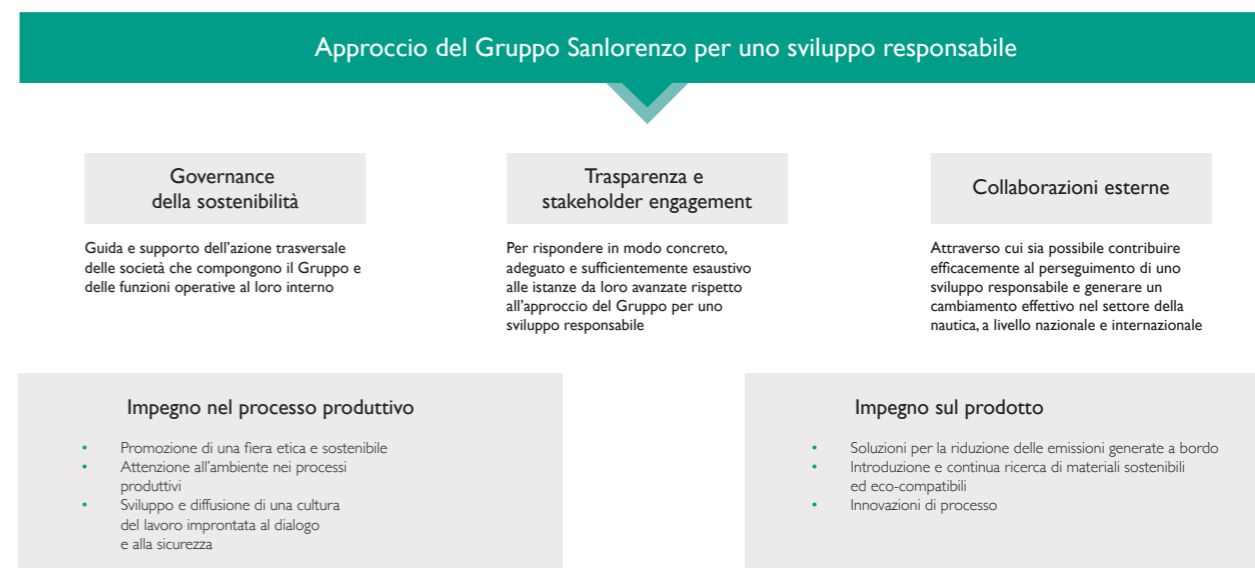 Approccio del Gruppo Sanlorenzo per uno sviluppo responsabile
Governance
della sostenibilità
Guida e supporto dell'azione trasversale
delle società che compongono il Gruppo e
delle funzioni operative al loro interno
Trasparenza e
stakeholder engagement
Per rispondere in modo concreto,
adeguato e sufficientemente esaustivo
alle istanze da loro avanzate rispetto
all'approccio del Gruppo per uno
sviluppo responsabile
Collaborazioni esterne
Attraverso cui sia possibile contribuire
efficacemente al perseguimento di uno
sviluppo responsabile e generare un
cambiamento effettivo nel settore della
nautica, a livello nazionale e internazionale
Impegno nel processo produttivo
• Promozione di una fiera etica e sostenibile
• Attenzione all'ambiente nei processi
produttivi
• Sviluppo e diffusione di una cultura
del lavoro improntata al dialogo
e alla sicurezza
Impegno sul prodotto
• Soluzioni per la riduzione delle emissioni generate a bordo
• Introduzione e continua ricerca di materiali sostenibili
ed eco-compatibili
• Innovazioni di processo